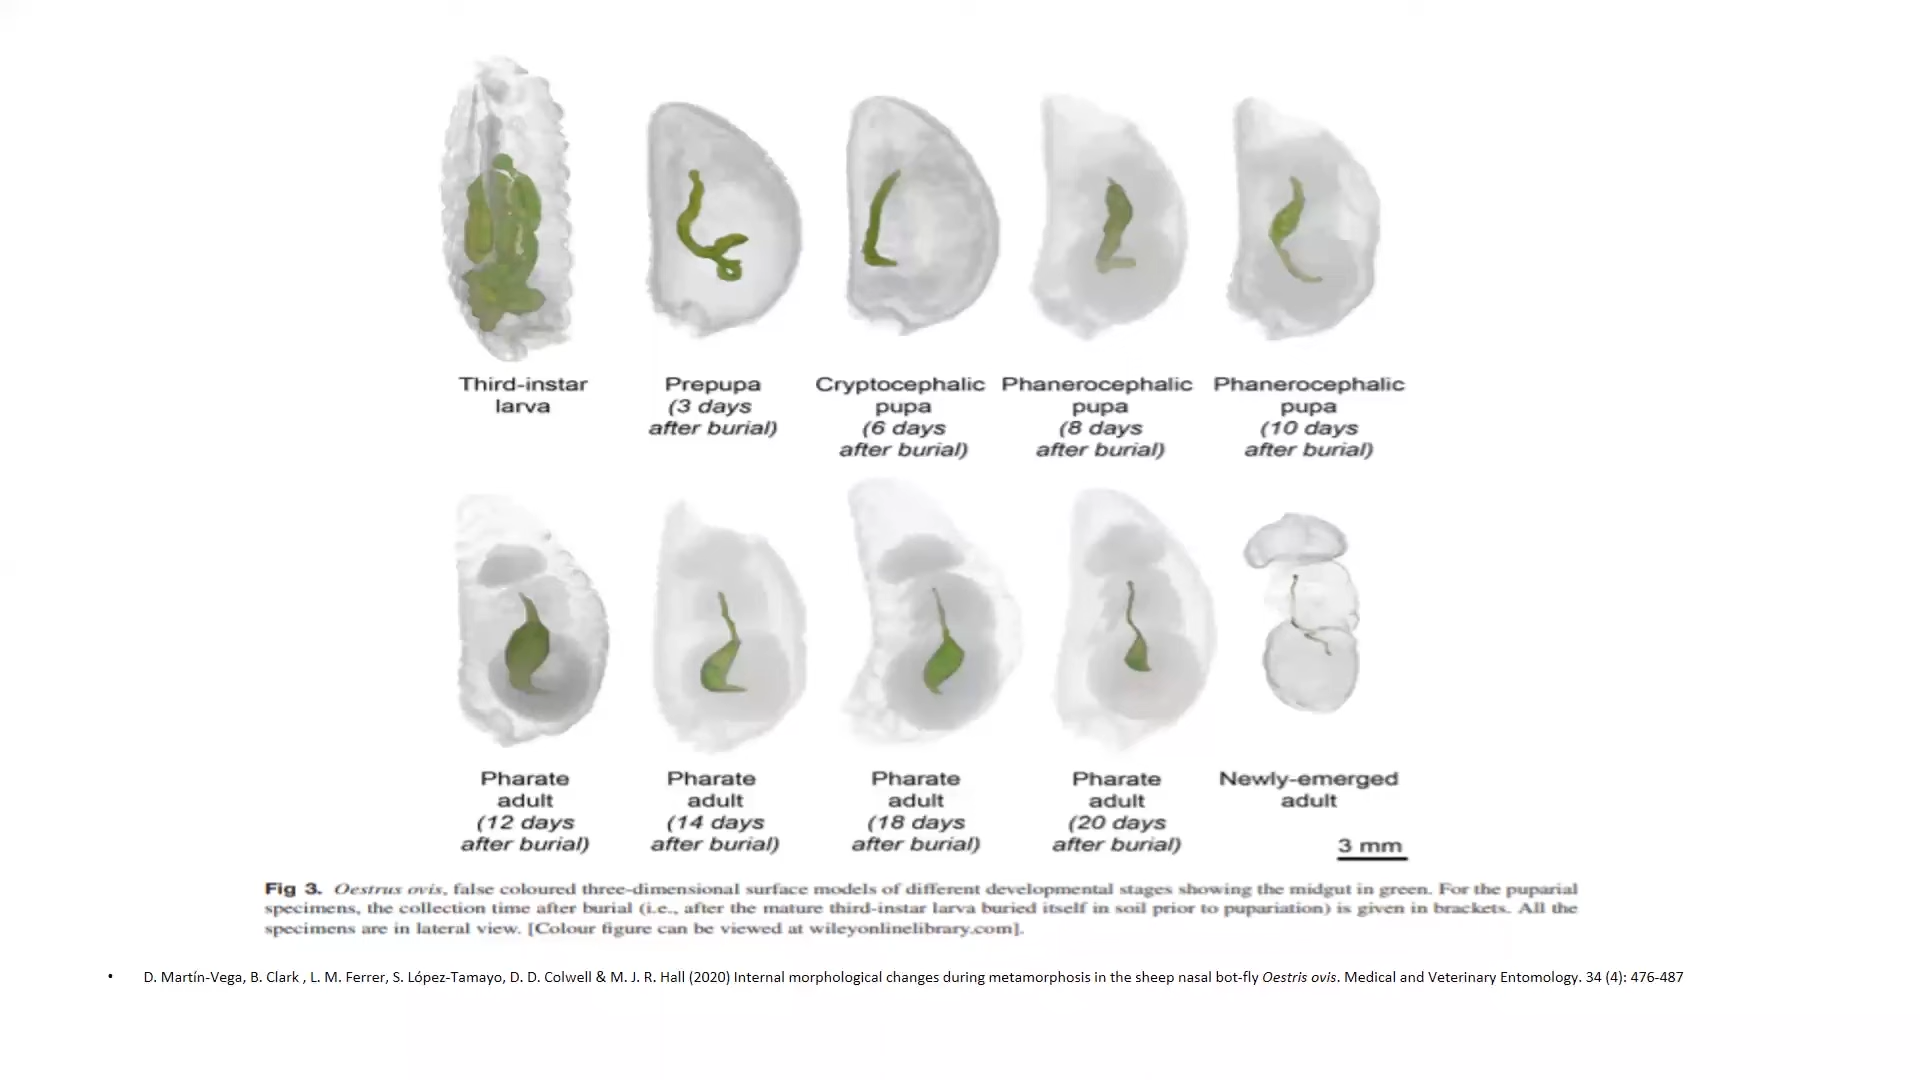 Third-instar
larva
Prepupa
(3 days
after burial)
Cryptocephalic
pupa
(6 days
after burial)
Phanerocephalic
pupa
(8 days
after burial)
Phanerocephalic
pupa
(10 days
after burial)
Pharate
adult
(12 days
after burial)
Pharate
adult
(14 days
after burial)
Pharate
adult
(18 days
after burial)
Pharate
adult
(20 days
after burial)
Newly-emerged
adult
3 mm
Fig 3. Oestrus ovis, false coloured three-dimensional surface models of different developmental stages showing the midgut in green. For the puparial
specimens, the collection time after burial (i.e., after the mature third-instar larva buried itself in soil prior to pupariation) is given in brackets. All the
specimens are in lateral view. [Colour figure can be viewed at wileyonlinelibrary.com].
• D. Martín-Vega, B. Clark , L. M. Ferrer, S. López-Tamayo, D. D. Colwell & M. J. R. Hall (2020) Internal morphological changes during metamorphosis in the sheep nasal bot-fly Oestris ovis. Medical and Veterinary Entomology. 34 (4): 476-487